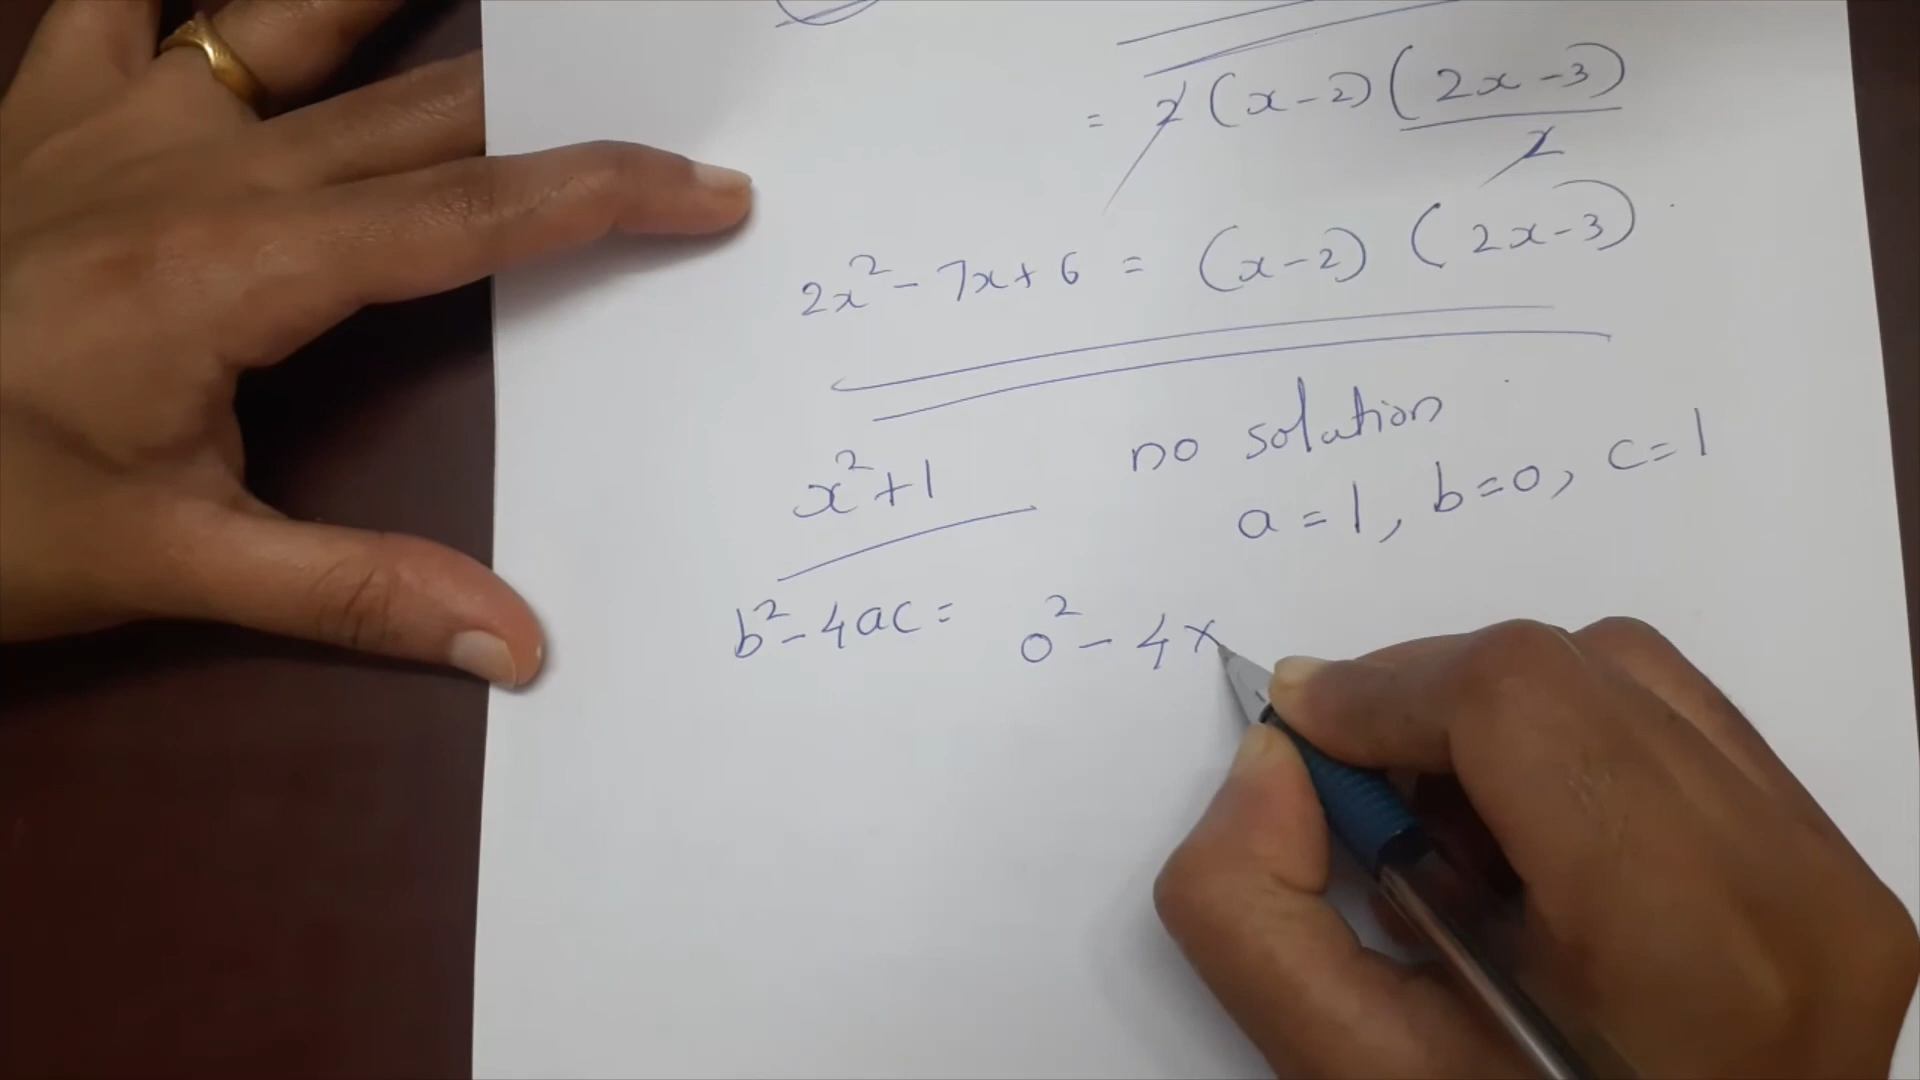 = 2(x-2)(2x-3)/2
2x²-7x+6 = (x-2) (2x-3)
x²+1 no solution
a=1, b=0, c=1
b²-4ac= 0²-4x